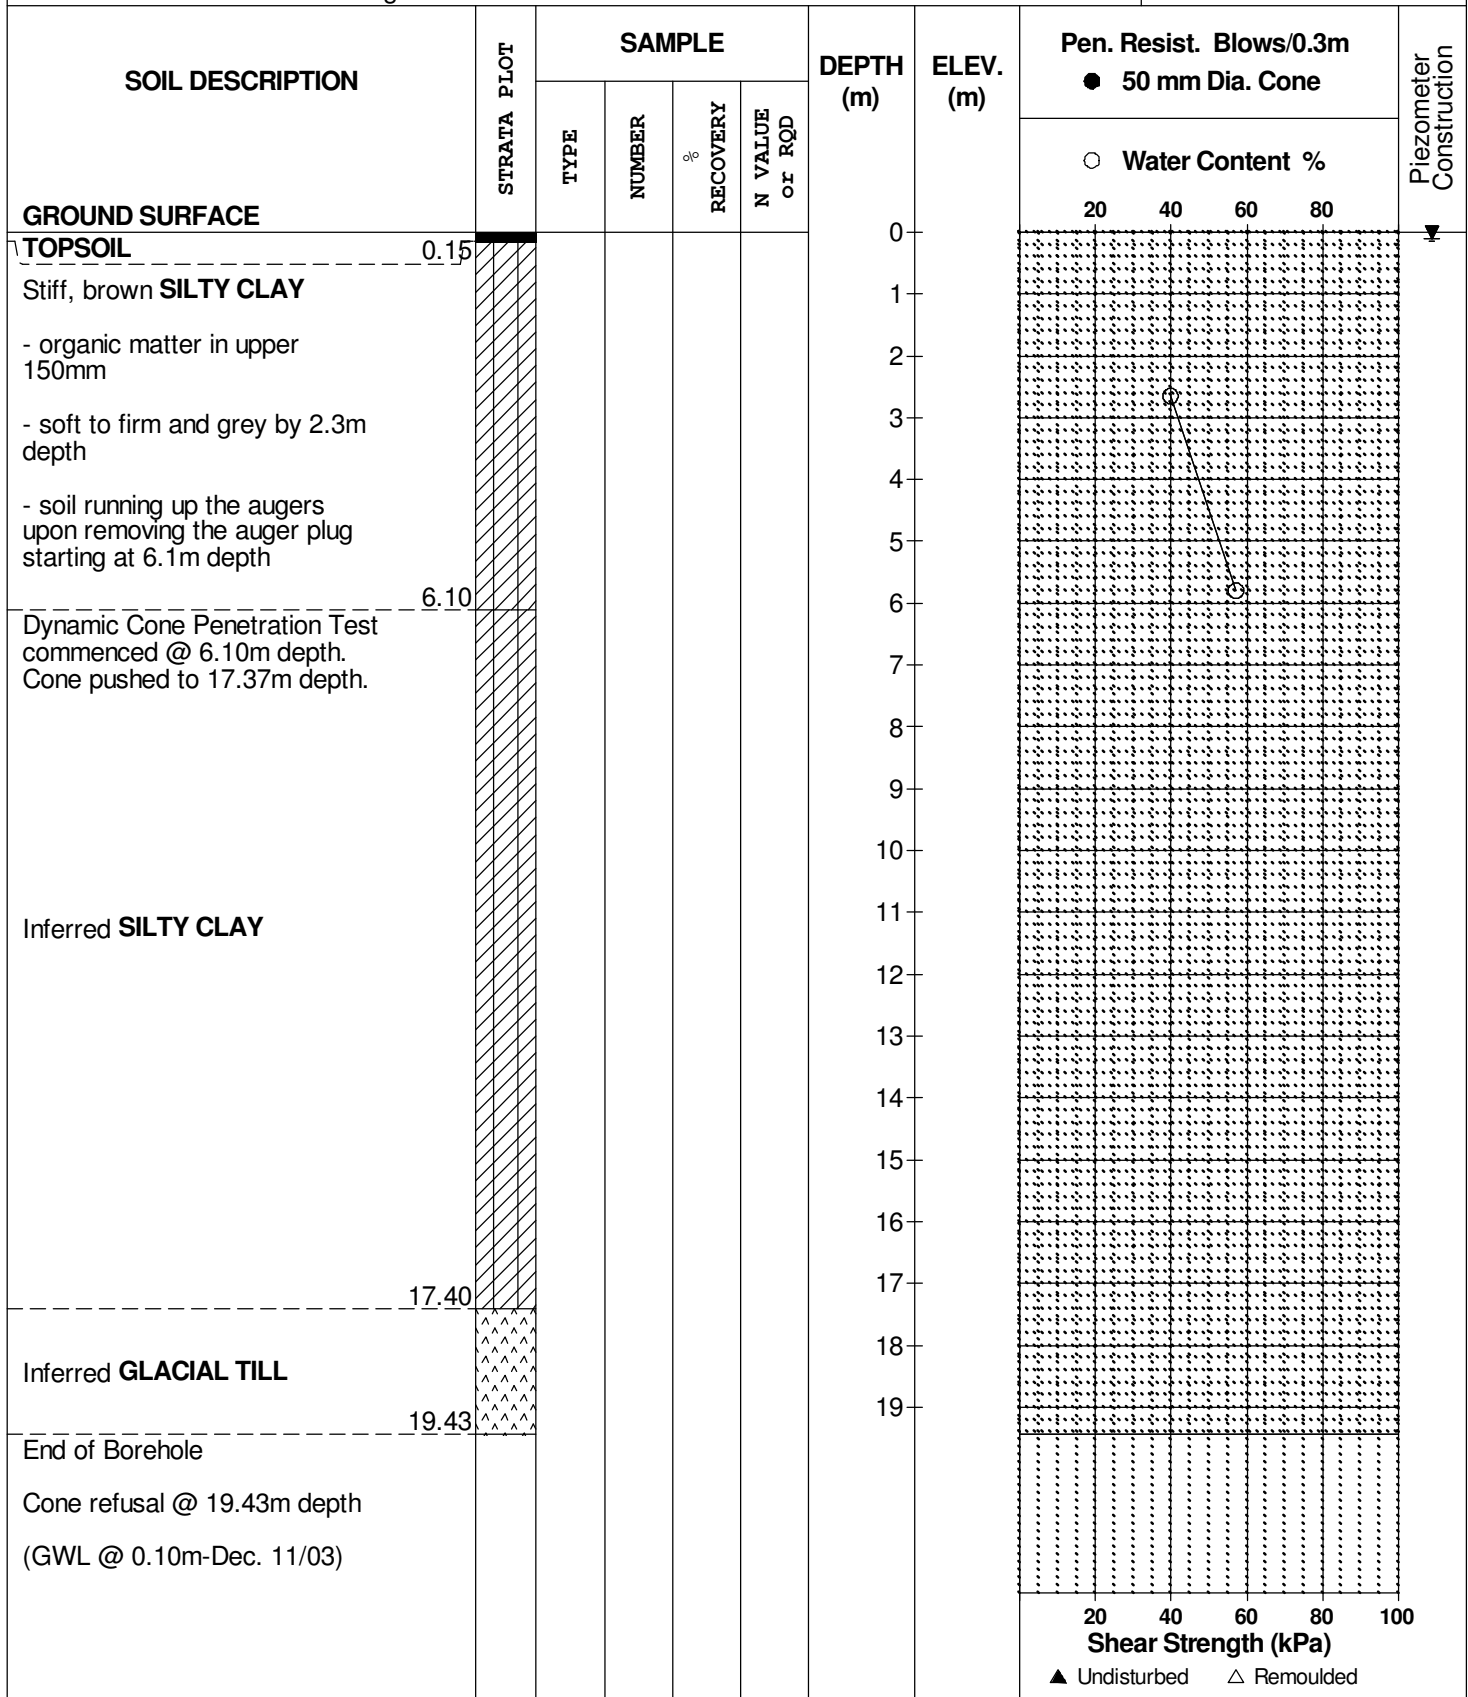 SOIL DESCRIPTION
STRATA PLOT
SAMPLE
TYPE
NUMBER
%
RECOVERY
N VALUE
or RQD
DEPTH
(m)
ELEV.
(m)
Pen. Resist. Blows/0.3m
● 50 mm Dia. Cone
○ Water Content %
20 40 60 80
Piezometer
Construction
GROUND SURFACE
TOPSOIL 0.15
Stiff, brown SILTY CLAY
- organic matter in upper
150mm
- soft to firm and grey by 2.3m
depth
- soil running up the augers
upon removing the auger plug
starting at 6.1m depth
6.10
Dynamic Cone Penetration Test
commenced @ 6.10m depth.
Cone pushed to 17.37m depth.
Inferred SILTY CLAY
17.40
Inferred GLACIAL TILL
19.43
End of Borehole
Cone refusal @ 19.43m depth
(GWL @ 0.10m-Dec. 11/03)
0
1
2
3
4
5
6
7
8
9
10
11
12
13
14
15
16
17
18
19
20 40 60 80 100
Shear Strength (kPa)
▲ Undisturbed △ Remoulded